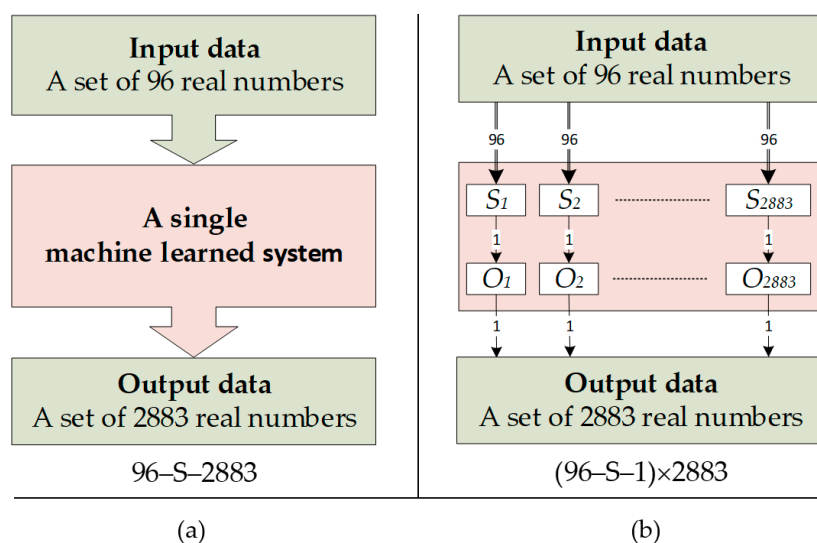 Input data
A set of 96 real numbers
A single
machine learned system
Output data
A set of 2883 real numbers
96–S–2883
(a)
Input data
A set of 96 real numbers
96 96 96
S1 S2 S2883
1 1 1
O1 O2 O2883
1 1 1
Output data
A set of 2883 real numbers
(96–S–1)×2883
(b)